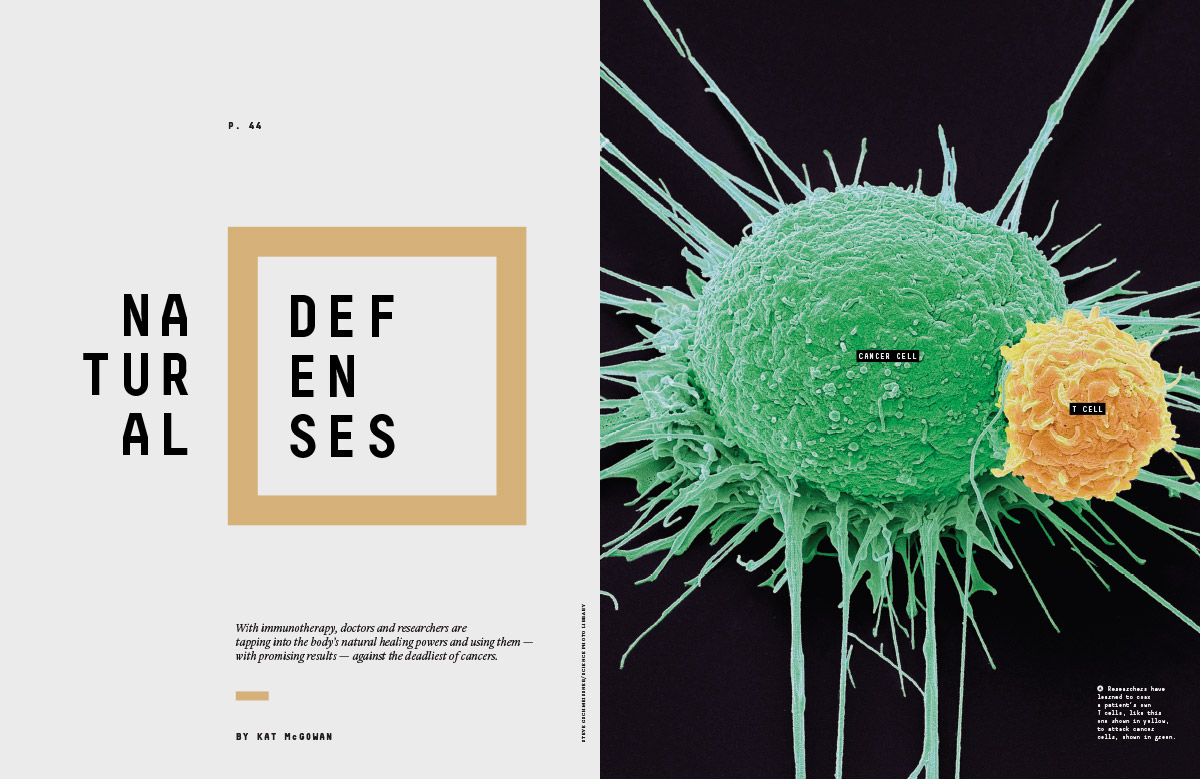 P. 44
NA
TUR
AL
DEF
EN
SES
With immunotherapy, doctors and researchers are
tapping into the body's natural healing powers and using them —
with promising results — against the deadliest of cancers.
BY KAT McGOWAN
STEVE GSCHMEISSNER/SCIENCE PHOTO LIBRARY
CANCER CELL
T CELL
Researchers have
learned to coax
a patient's own
T cells, like this
one shown in yellow,
to attack cancer
cells, shown in green.